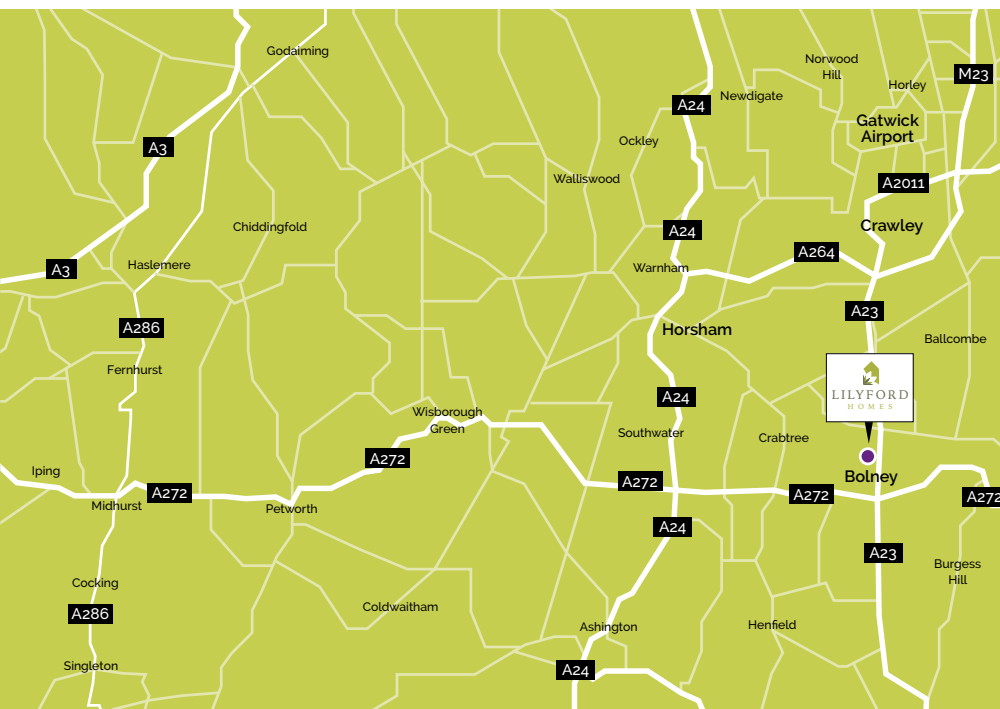 Godaiming
Norwood
Hill
M23
Horley
Newdigate
A24
Gatwick
Airport
Ockley
A3
Walliswood
A2011
Chiddingfold
Crawley
A24
A264
Haslemere
Warnham
A3
A23
A286
Horsham
Ballcombe
Fernhurst
LILYFORD
HOMES
A24
Wisborough
Green
Southwater
Crabtree
A272
Iping
Bolney
A272
A272
A272
A272
Midhurst
Petworth
A24
A23
Burgess
Hill
Cocking
Coldwaitham
A286
Ashington
Henfield
Singleton
A24